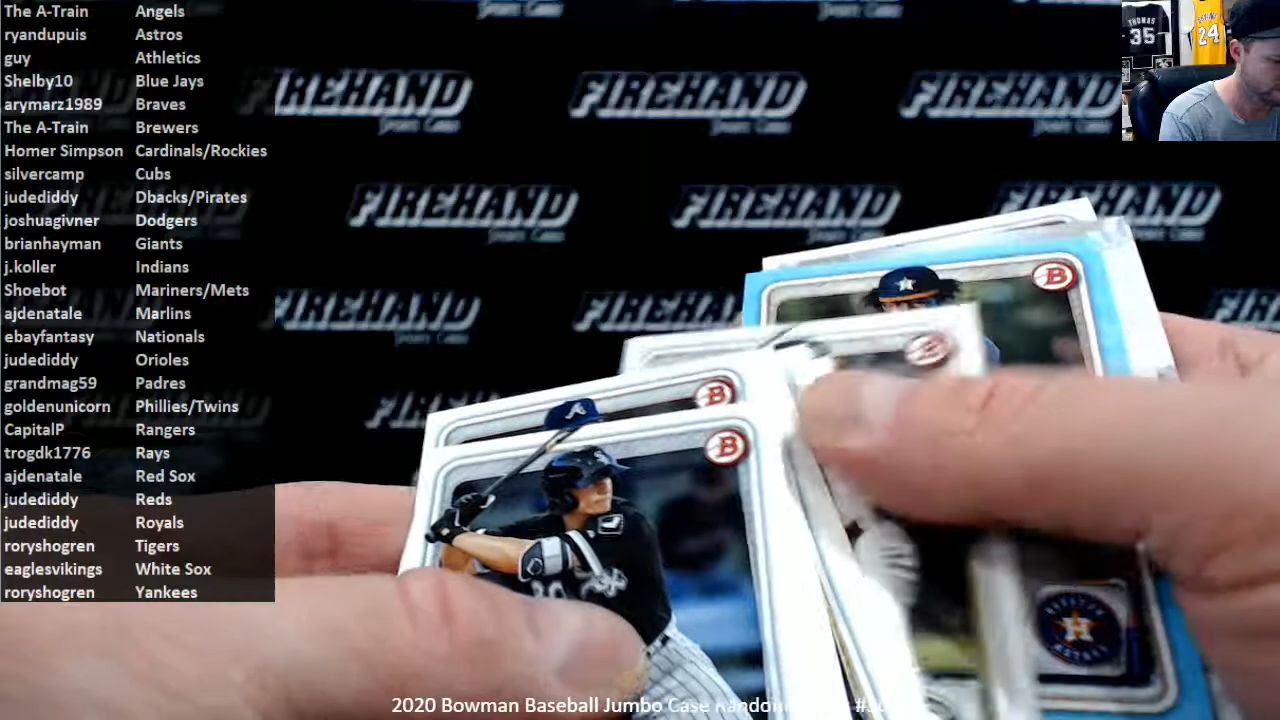 The A-Train Angels
ryandupuis Astros
guy Athletics
Shelby10 Blue Jays
arymarz1989 Braves
The A-Train Brewers
Homer Simpson Cardinals/Rockies
silvercamp Cubs
judediddy Dbacks/Pirates
joshuagivner Dodgers
brianhayman Giants
j.koller Indians
Shoebot Mariners/Mets
ajdenatale Marlins
ebayfantasy Nationals
judediddy Orioles
grandmag59 Padres
goldenunicorn Phillies/Twins
CapitalP Rangers
trogdk1776 Rays
ajdenatale Red Sox
judediddy Reds
judediddy Royals
roryshogren Tigers
eaglesvikings White Sox
roryshogren Yankees
THOMAS
35
24
FIREHAND FIREHAND FIREHAND
FIREHAND FIREHAND FIREHAND
FIREHAND FIREHAND
B
B
B
B
A
H
2020 Bowman Baseball Jumbo Case